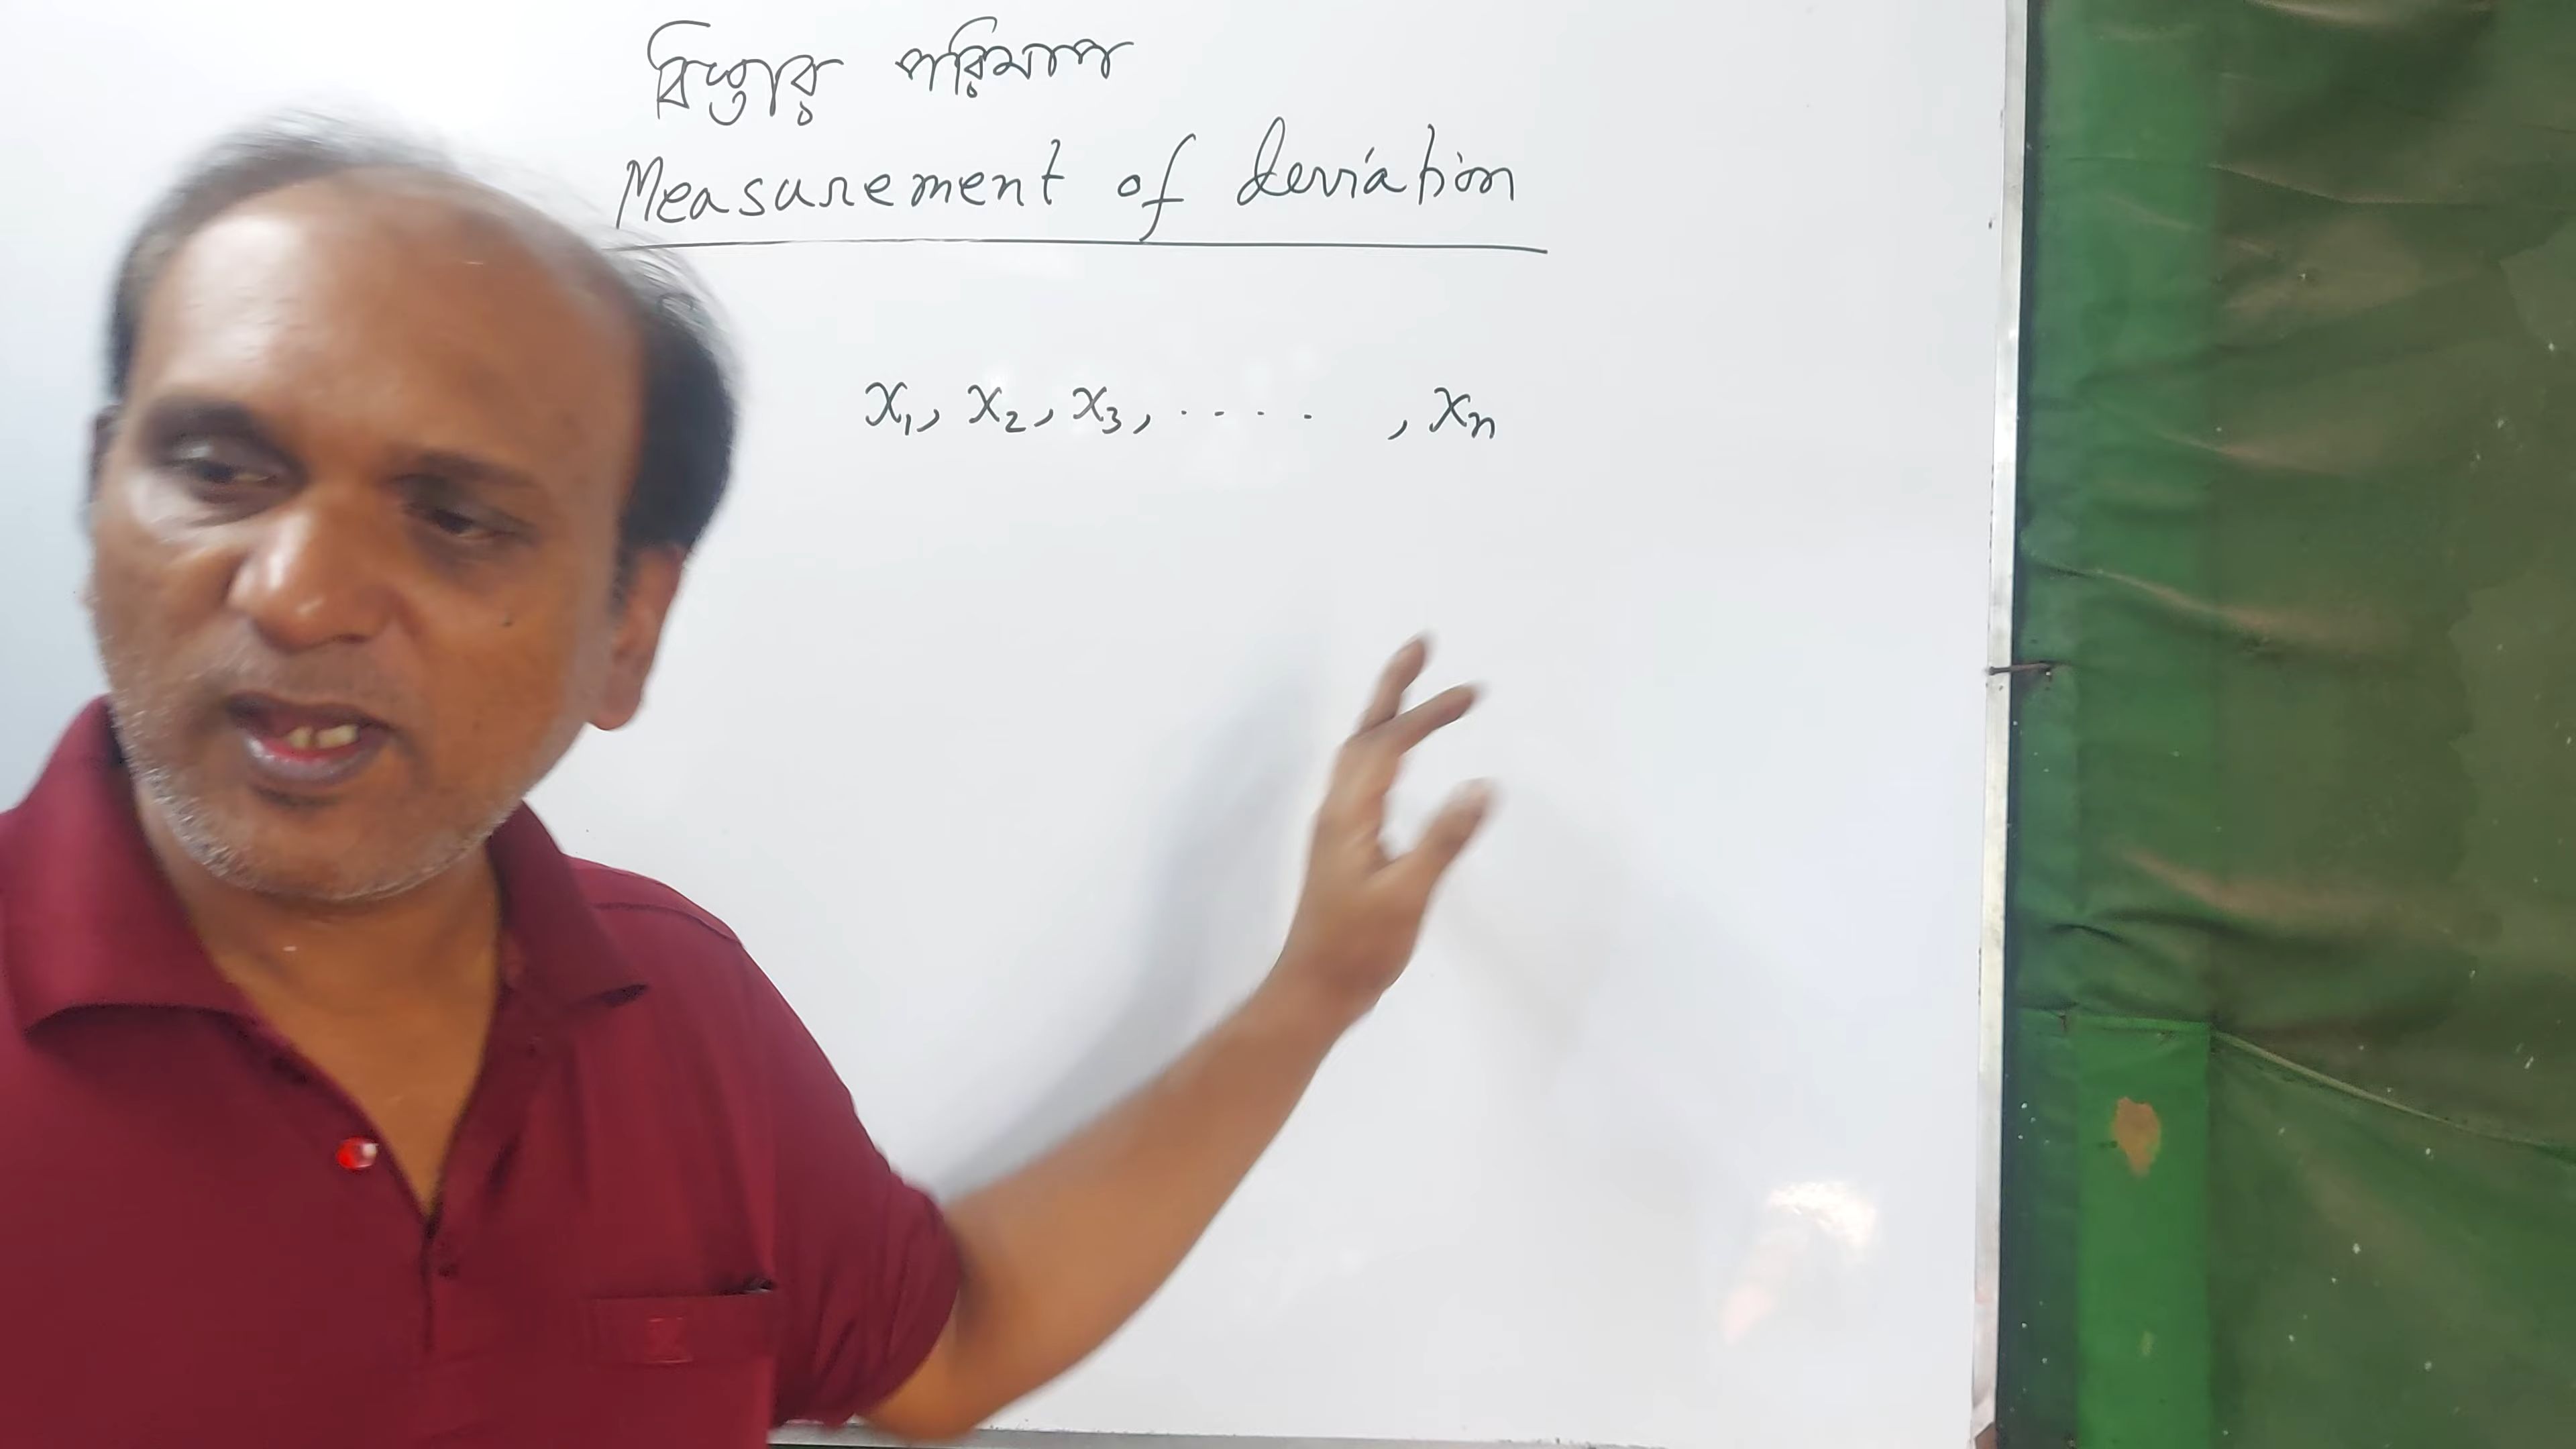 বিস্তার পরিমাপ
Measurement of deviation
x₁, x₂, x₃, . . . . , xₙ